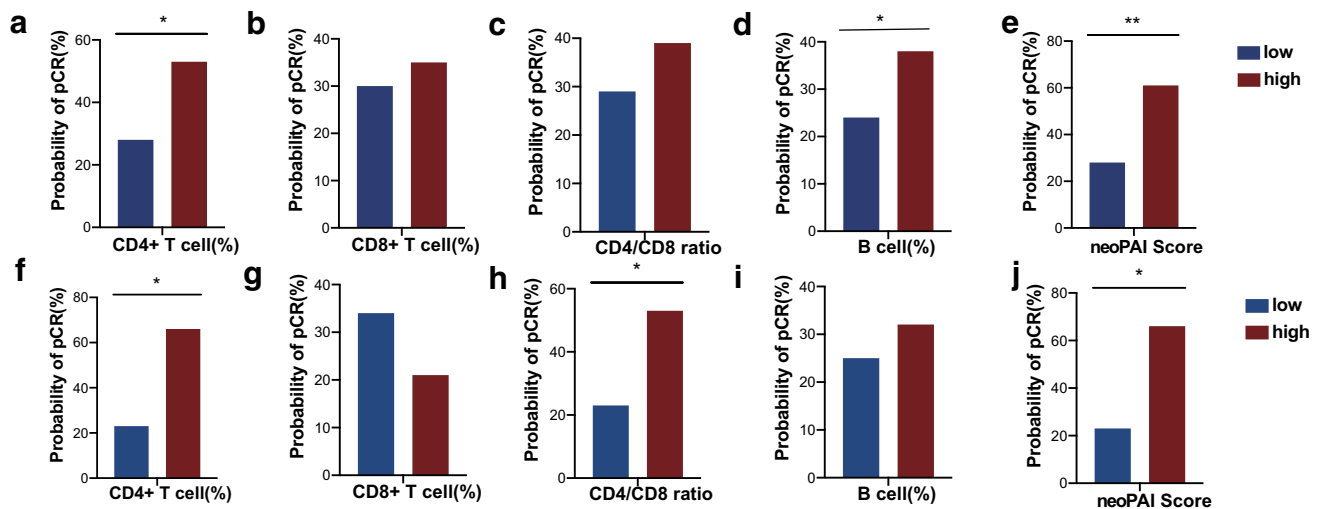 a
*
Probability of pCR(%)
60
40
20
0
CD4+ T cell(%)
b
Probability of pCR(%)
40
30
20
10
0
CD8+ T cell(%)
c
Probability of pCR(%)
40
30
20
10
0
CD4/CD8 ratio
d
*
Probability of pCR(%)
40
30
20
10
0
B cell(%)
e
**
Probability of pCR(%)
80
60
40
20
0
neoPAI Score
low
high
f
*
Probability of pCR(%)
80
60
40
20
0
CD4+ T cell(%)
g
Probability of pCR(%)
40
30
20
10
0
CD8+ T cell(%)
h
*
Probability of pCR(%)
60
40
20
0
CD4/CD8 ratio
i
Probability of pCR(%)
40
30
20
10
0
B cell(%)
j
*
Probability of pCR(%)
80
60
40
20
0
neoPAI Score
low
high